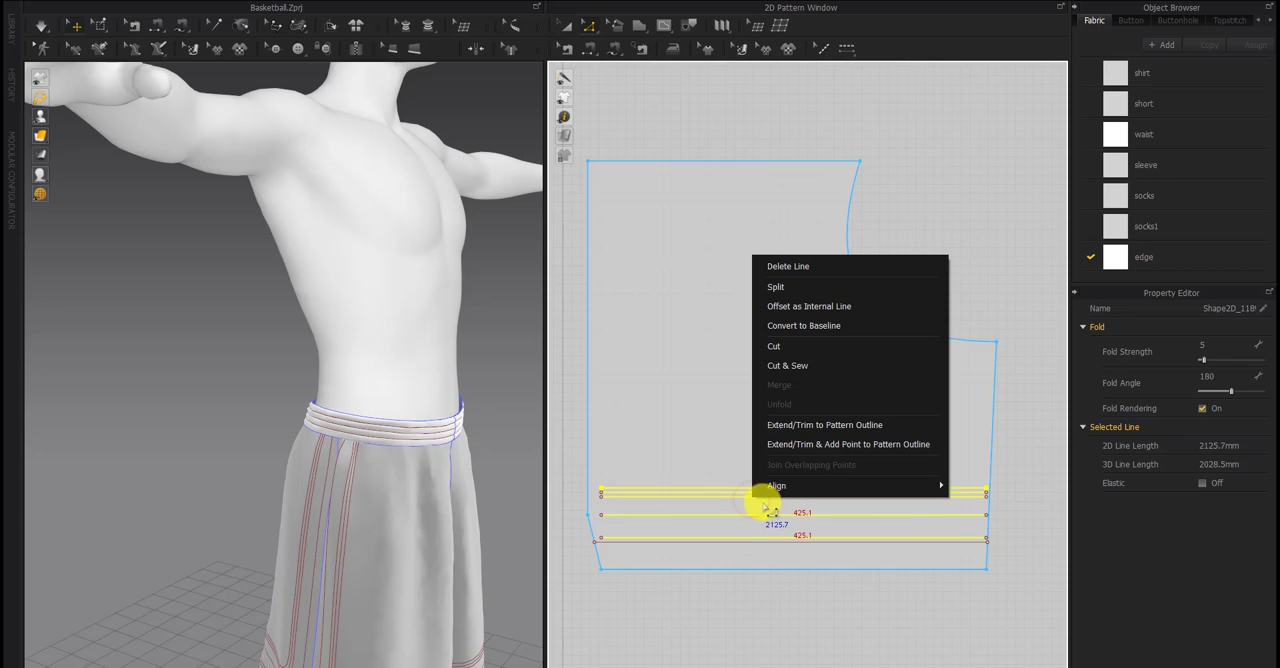 Basketball.Zprj
2D Pattern Window
Object Browser
LIBRARY
HISTORY
MODULAR CONFIGURATOR
Fabric
Button
Buttonhole
Topstitch
+ Add
Copy
Assign
shirt
short
waist
sleeve
socks
socks1
edge
Delete Line
Split
Offset as Internal Line
Convert to Baseline
Cut
Cut & Sew
Merge
Unfold
Extend/Trim to Pattern Outline
Extend/Trim & Add Point to Pattern Outline
Join Overlapping Points
Align
425.1
2125.7
425.1
Property Editor
Name
Fold
Fold Strength
5
Fold Angle
180
Fold Rendering
On
Selected Line
2D Line Length
2125.7mm
3D Line Length
2028.5mm
Elastic
Off